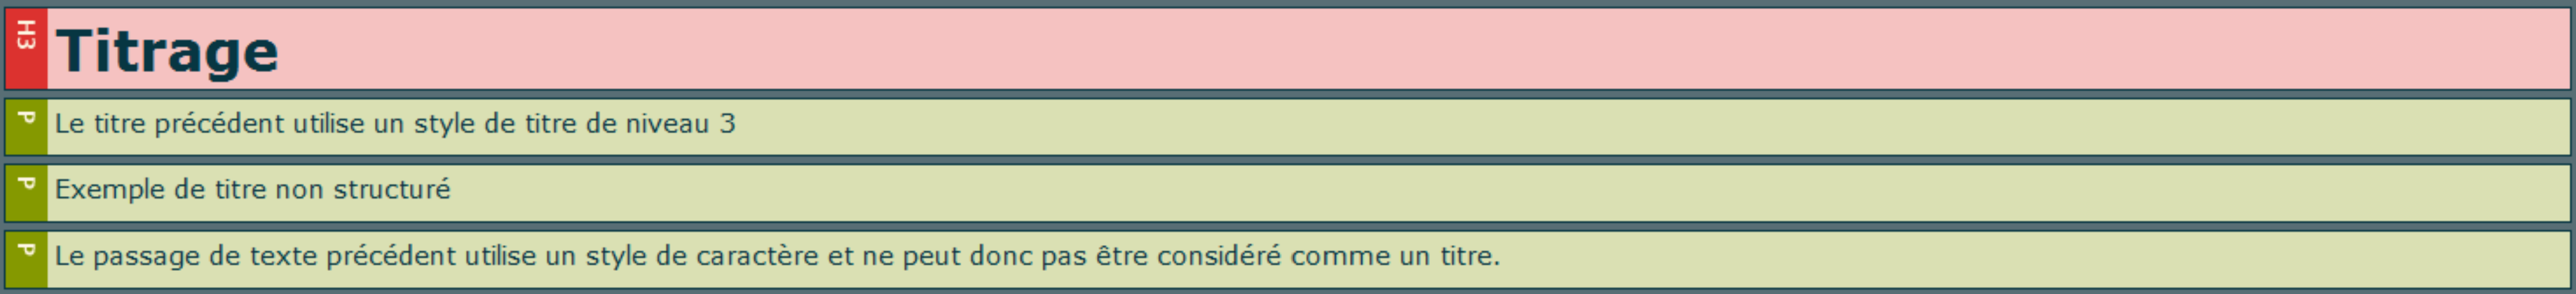 H3
Titrage
P
Le titre précédent utilise un style de titre de niveau 3
P
Exemple de titre non structuré
P
Le passage de texte précédent utilise un style de caractère et ne peut donc pas être considéré comme un titre.